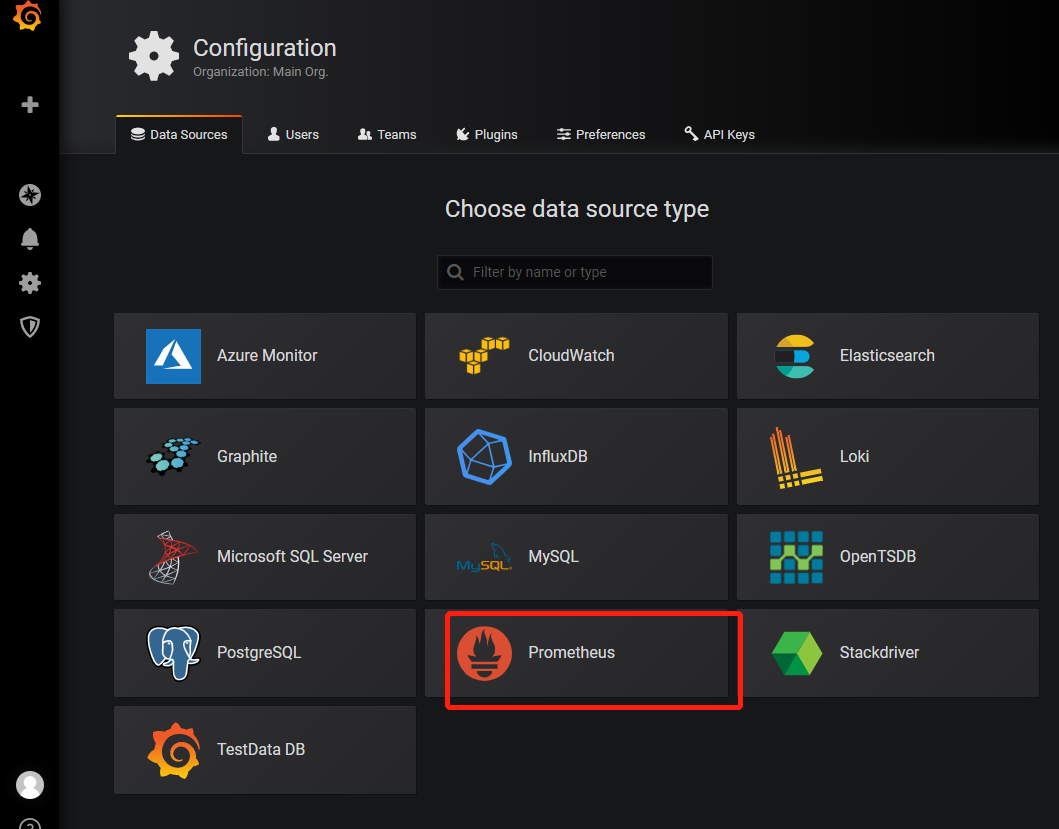 Configuration
Organization: Main Org.
Data Sources
Users
Teams
Plugins
Preferences
API Keys
Choose data source type
Filter by name or type
Azure Monitor
CloudWatch
Elasticsearch
Graphite
InfluxDB
Loki
Microsoft SQL Server
MySQL
MySQL
OpenTSDB
PostgreSQL
Prometheus
Stackdriver
TestData DB
?